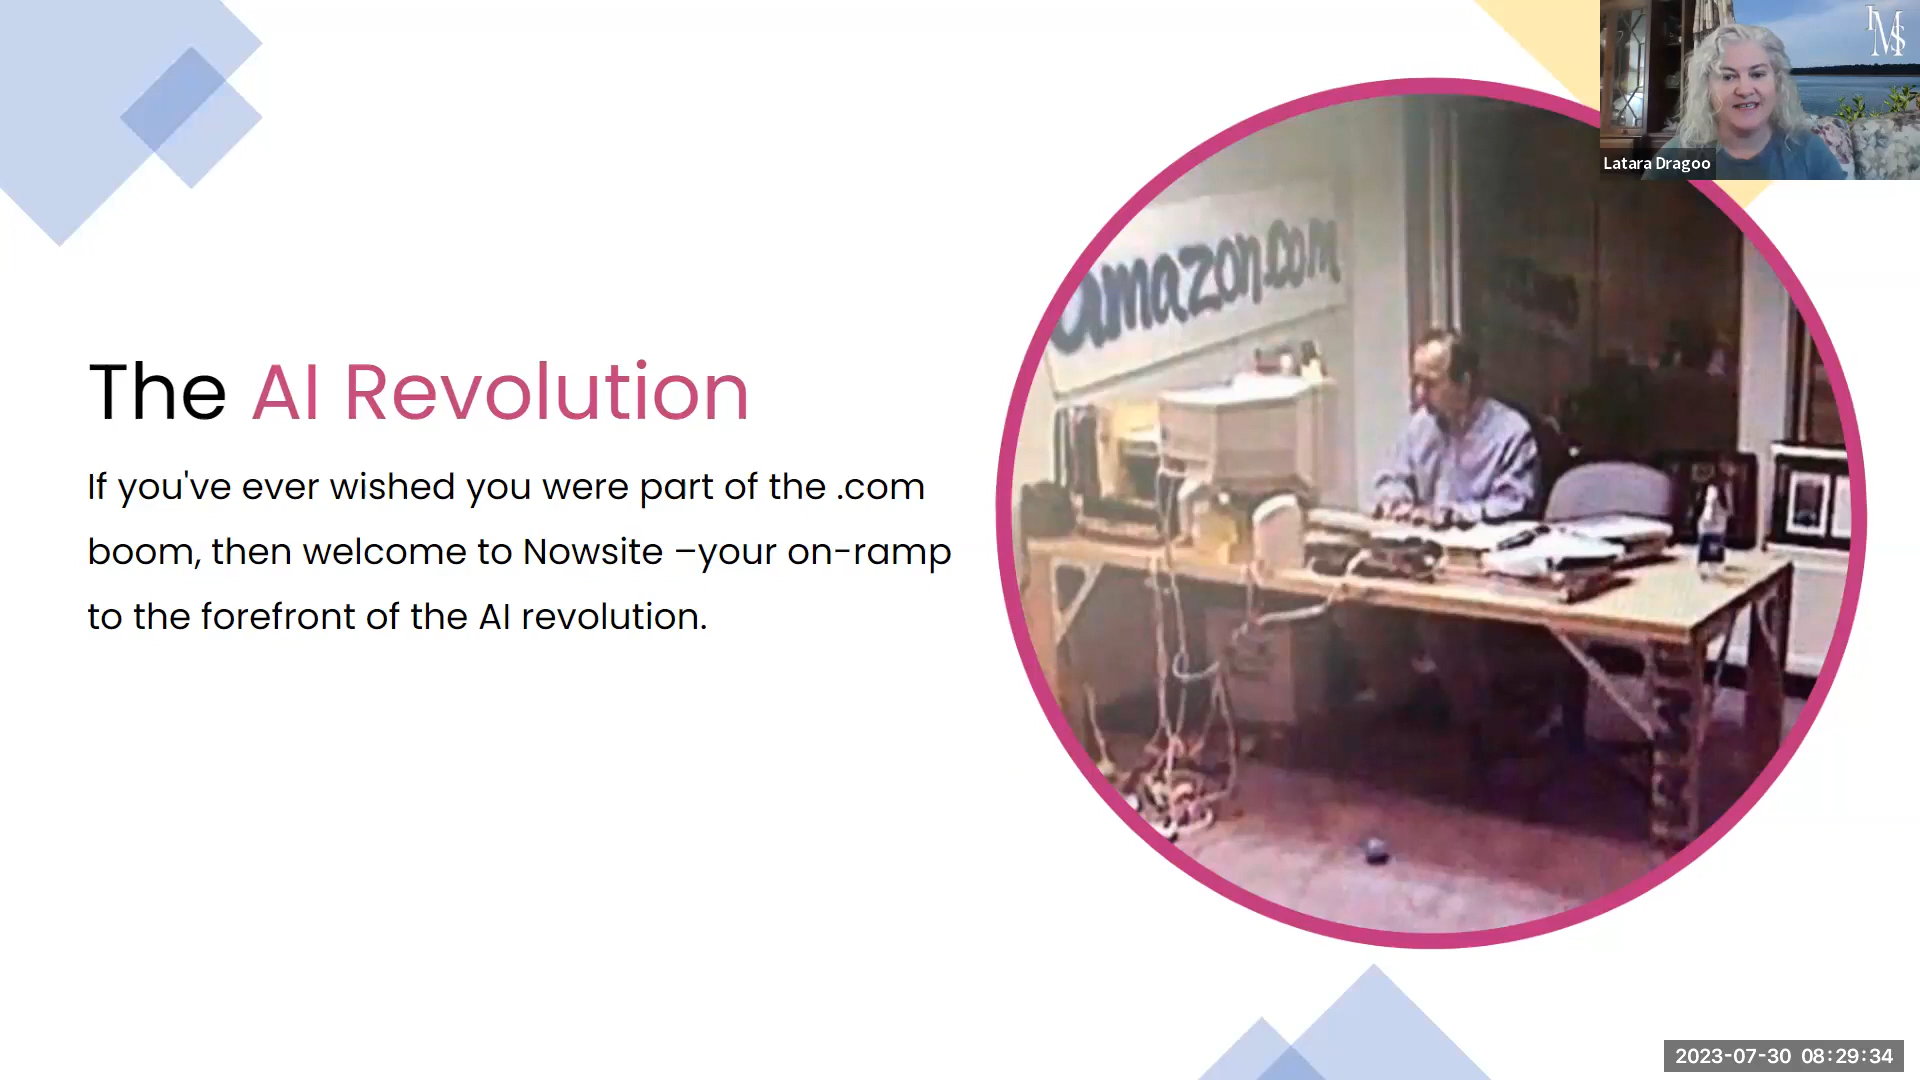 The AI Revolution
If you've ever wished you were part of the .com
boom, then welcome to Nowsite –your on-ramp
to the forefront of the AI revolution.
amazon.com
IMS
Latara Dragoo
2023-07-30 08:29:34